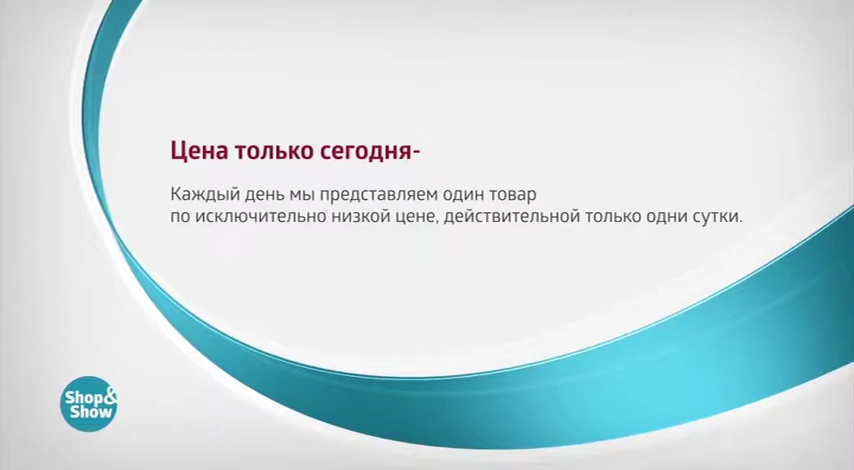 Цена только сегодня-
Каждый день мы представляем один товар
по исключительно низкой цене, действительной только одни сутки.
Shop&
Show